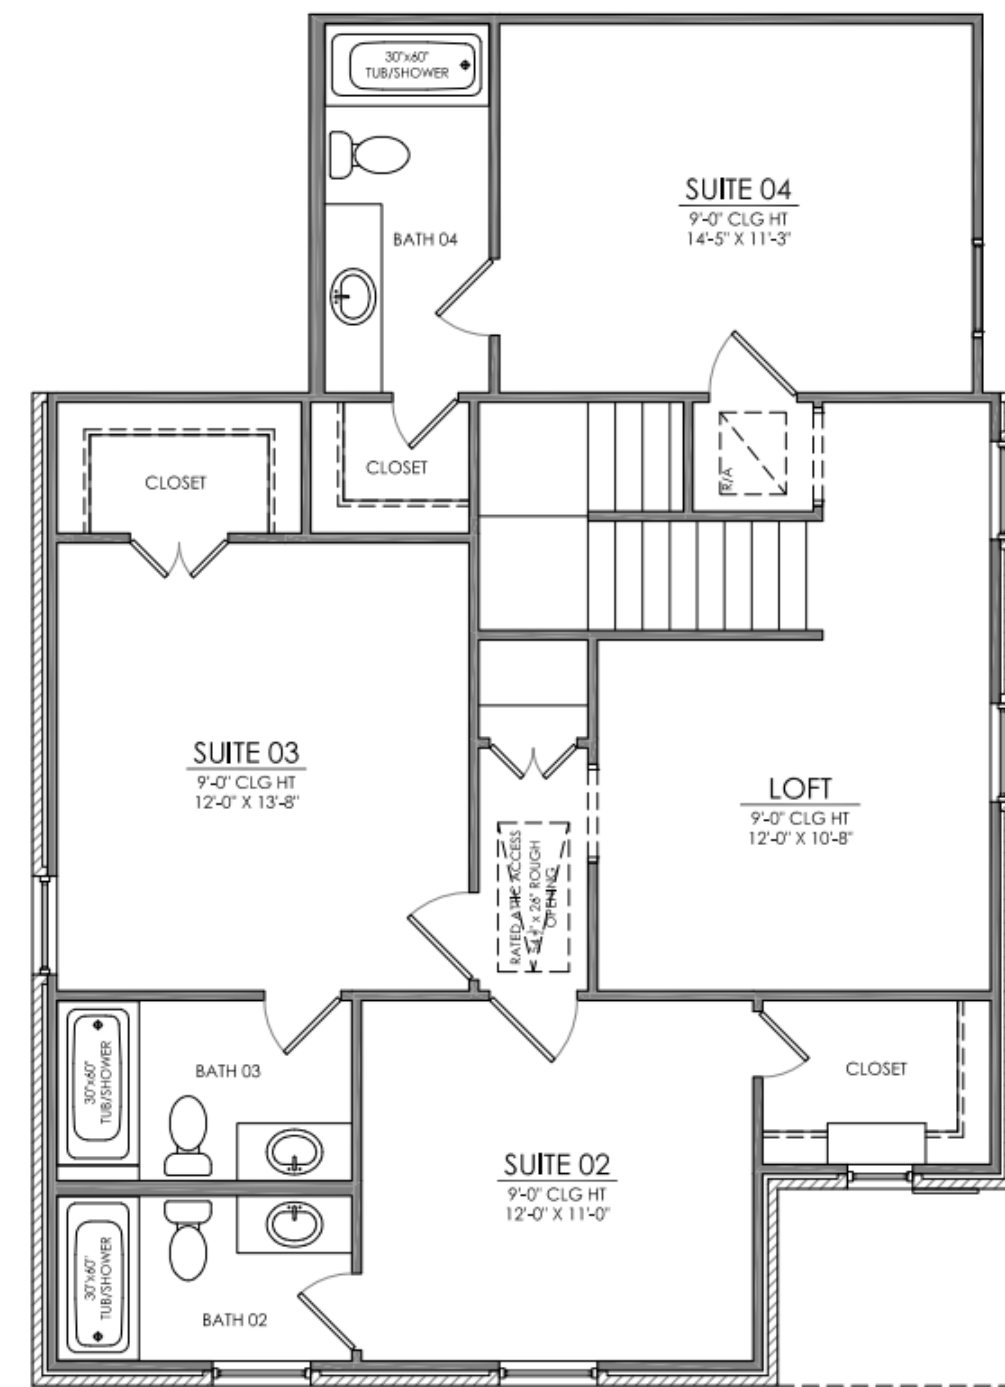 30"x60"
TUB/SHOWER
SUITE 04
9'-0" CLG HT
14'-5" X 11'-3"
BATH 04
CLOSET
CLOSET
R/A
SUITE 03
9'-0" CLG HT
12'-0" X 13'-8"
LOFT
9'-0" CLG HT
12'-0" X 10'-8"
RATED ATTIC ACCESS
54½" x 26" ROUGH
OPENING
30"x60"
TUB/SHOWER
BATH 03
CLOSET
SUITE 02
9'-0" CLG HT
12'-0" X 11'-0"
30"x60"
TUB/SHOWER
BATH 02